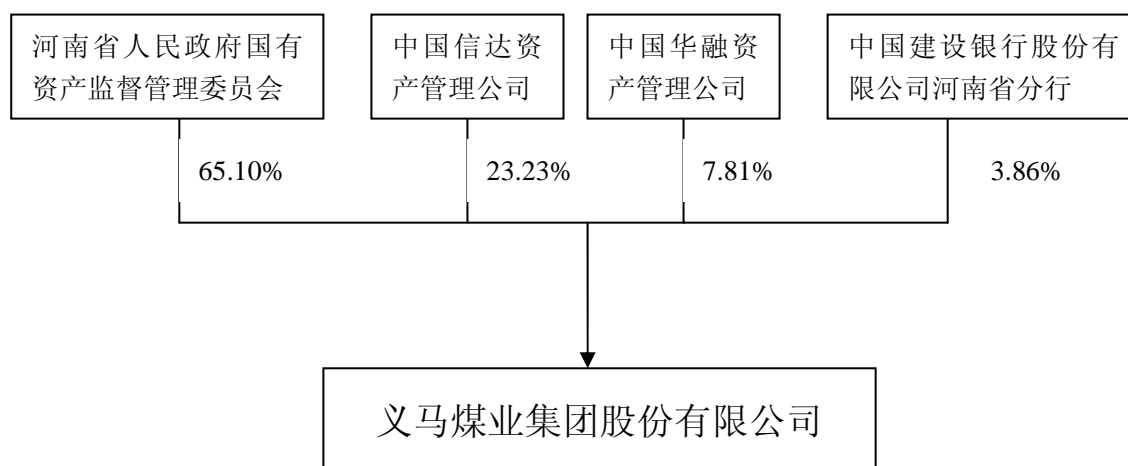 河南省人民政府国有
资产监督管理委员会
中国信达资
产管理公司
中国华融资
产管理公司
中国建设银行股份有
限公司河南省分行
65.10%
23.23%
7.81%
3.86%
义马煤业集团股份有限公司